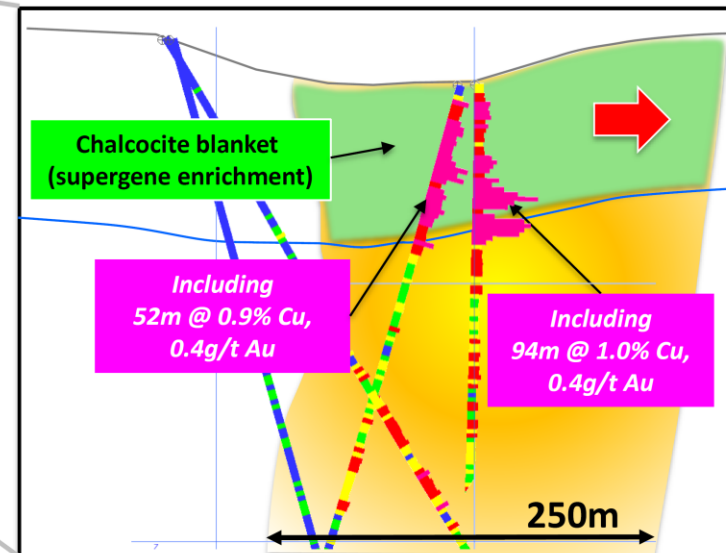 Chalcocite blanket
(supergene enrichment)
Including
52m @ 0.9% Cu,
0.4g/t Au
Including
94m @ 1.0% Cu,
0.4g/t Au
250m
7